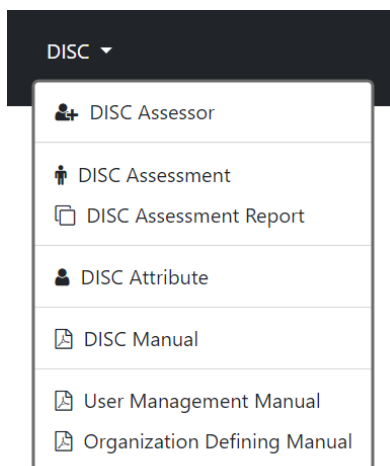 DISC
DISC Assessor
DISC Assessment
DISC Assessment Report
DISC Attribute
DISC Manual
User Management Manual
Organization Defining Manual